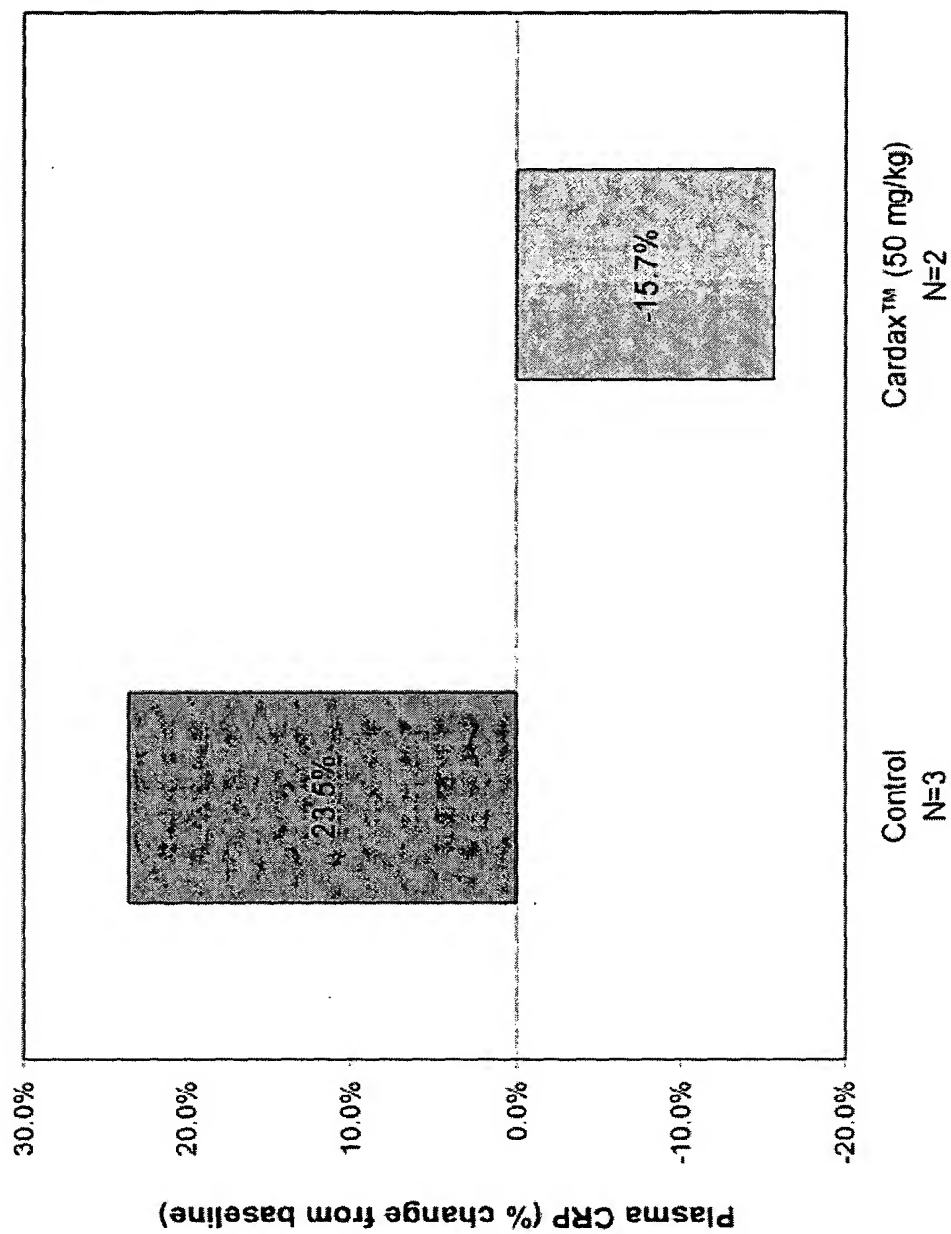 Plasma CRP (% change from baseline)
30.0%
20.0%
10.0%
0.0%
-10.0%
-20.0%
23.5%
-15.7%
Control
N=3
Cardax™ (50 mg/kg)
N=2